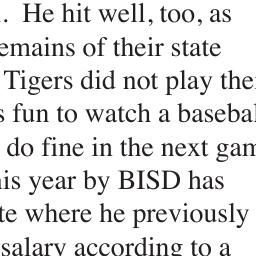 . He hit well, too, as
emains of their state
Tigers did not play the
s fun to watch a baseba
do fine in the next gam
is year by BISD has
te where he previously
salary according to a